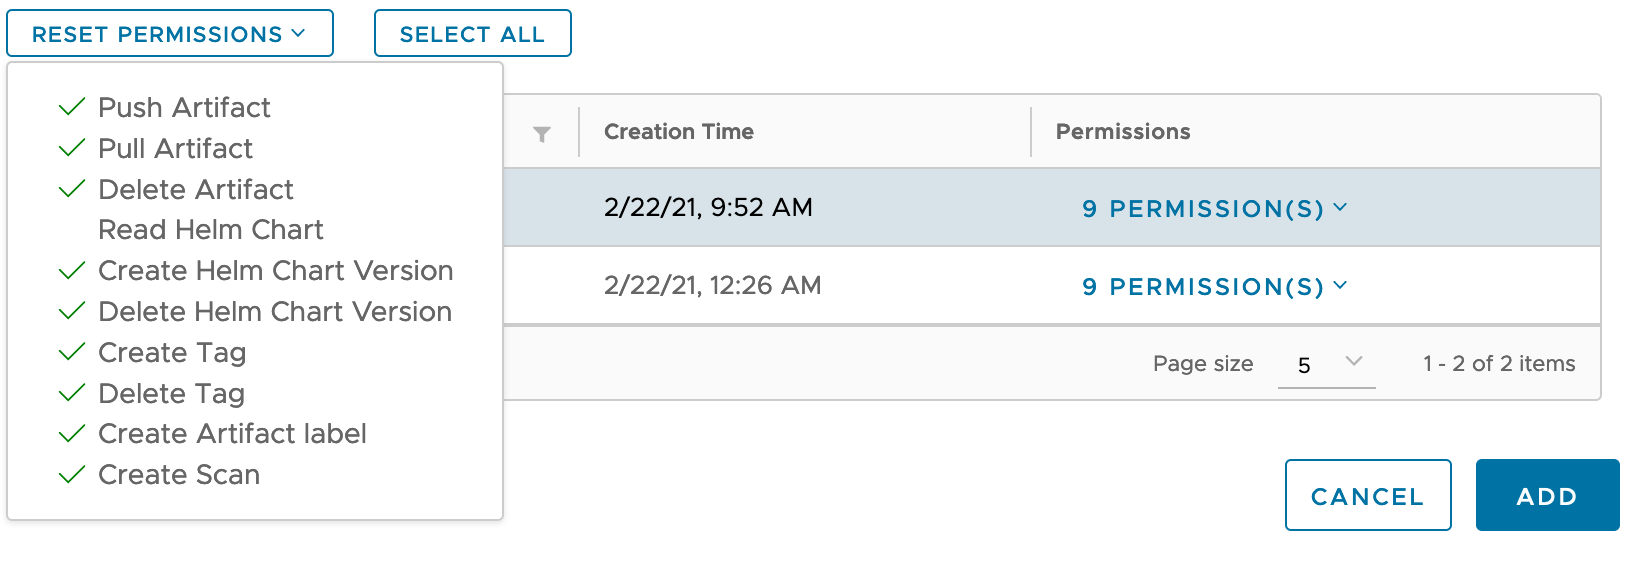 RESET PERMISSIONS
SELECT ALL
Push Artifact
Pull Artifact
Delete Artifact
Read Helm Chart
Create Helm Chart Version
Delete Helm Chart Version
Create Tag
Delete Tag
Create Artifact label
Create Scan
Creation Time
Permissions
2/22/21, 9:52 AM
9 PERMISSION(S)
2/22/21, 12:26 AM
9 PERMISSION(S)
Page size
5
1 - 2 of 2 items
CANCEL
ADD